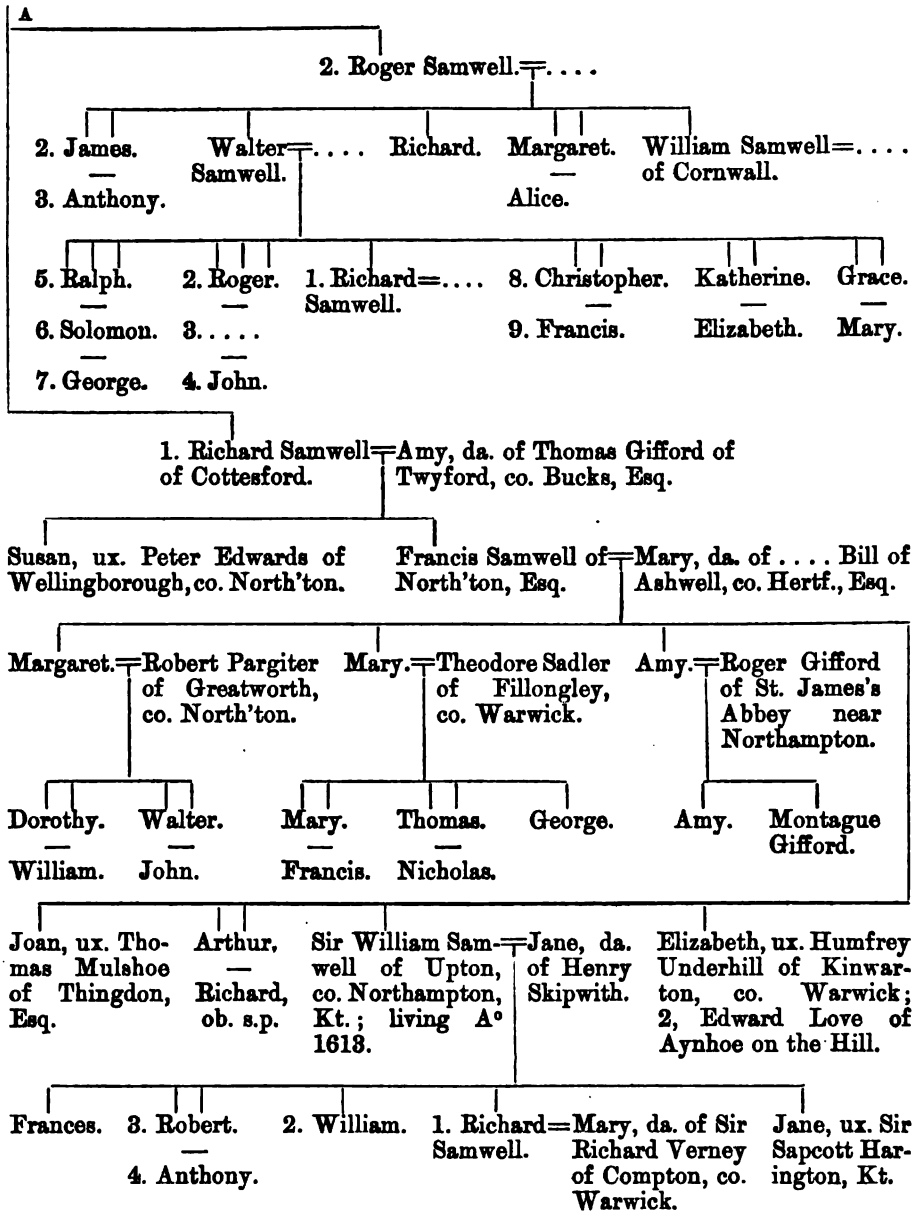 A
2. Roger Samwell.=. . . .
2. James.
—
3. Anthony.
Walter=. . . .
Samwell.
Richard.
Margaret.
—
Alice.
William Samwell=. . . .
of Cornwall.
5. Ralph.
—
6. Solomon.
—
7. George.
2. Roger.
—
3. . . . .
—
4. John.
1. Richard=. . . .
Samwell.
8. Christopher.
—
9. Francis.
Katherine.
—
Elizabeth.
Grace.
—
Mary.
1. Richard Samwell=Amy, da. of Thomas Gifford of
of Cottesford. Twyford, co. Bucks, Esq.
Susan, ux. Peter Edwards of
Wellingborough, co. North'ton.
Francis Samwell of=Mary, da. of . . . . Bill of
North'ton, Esq. Ashwell, co. Hertf., Esq.
Margaret.=Robert Pargiter
of Greatworth,
co. North'ton.
Mary.=Theodore Sadler
of Fillongley,
co. Warwick.
Amy.=Roger Gifford
of St. James's
Abbey near
Northampton.
Dorothy.
—
William.
Walter.
—
John.
Mary.
—
Francis.
Thomas.
—
Nicholas.
George.
Amy.
Montague
Gifford.
Joan, ux. Tho-
mas Mulshoe
of Thingdon,
Esq.
Arthur.
—
Richard,
ob. s.p.
Sir William Sam-=Jane, da.
well of Upton, of Henry
co. Northampton, Skipwith.
Kt.; living Aº
1613.
Elizabeth, ux. Humfrey
Underhill of Kinwar-
ton, co. Warwick;
2, Edward Love of
Aynhoe on the Hill.
Frances.
3. Robert.
—
4. Anthony.
2. William.
1. Richard=Mary, da. of Sir
Samwell. Richard Verney
of Compton, co.
Warwick.
Jane, ux. Sir
Sapcott Har-
ington, Kt.